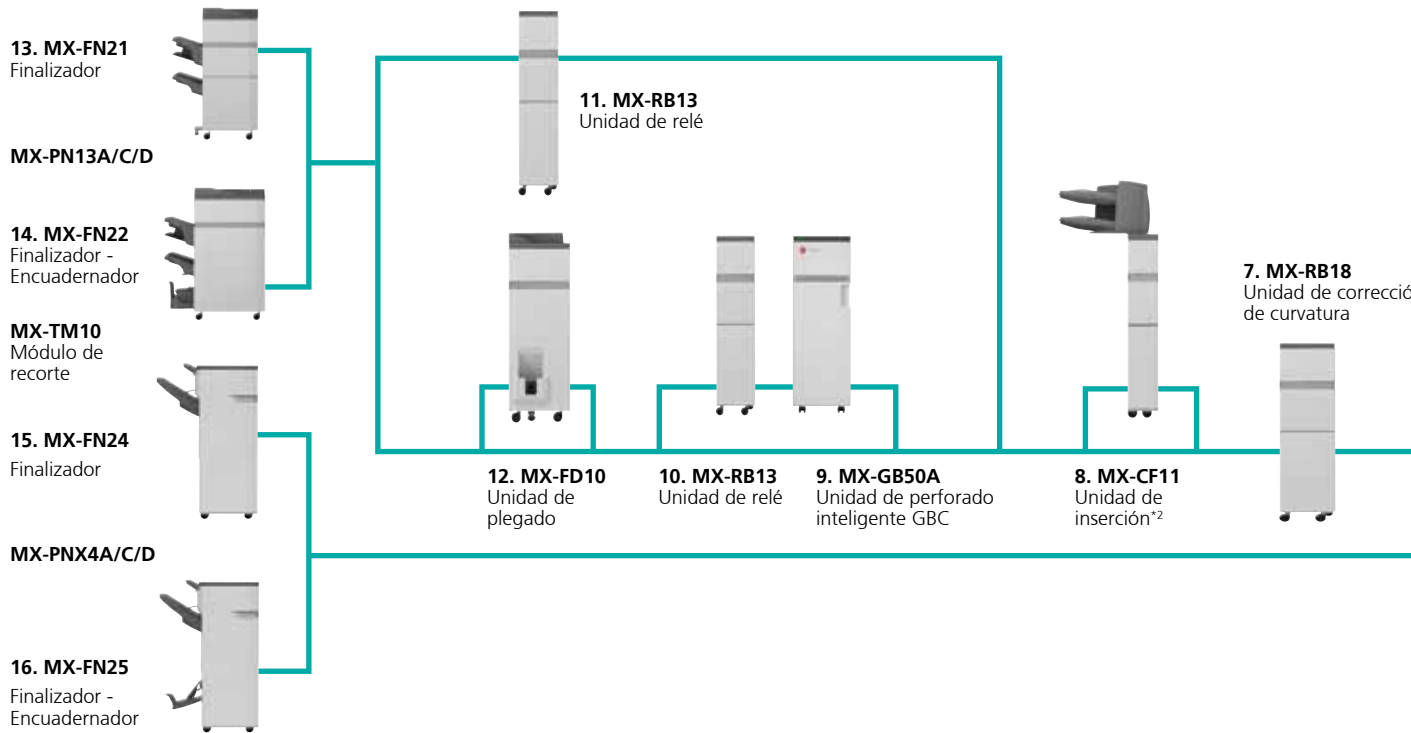 13. MX-FN21
Finalizador
MX-PN13A/C/D
14. MX-FN22
Finalizador -
Encuadernador
MX-TM10
Módulo de
recorte
15. MX-FN24
Finalizador
MX-PNX4A/C/D
16. MX-FN25
Finalizador -
Encuadernador
11. MX-RB13
Unidad de relé
12. MX-FD10
Unidad de
plegado
10. MX-RB13
Unidad de relé
9. MX-GB50A
Unidad de perforado
inteligente GBC
8. MX-CF11
Unidad de
inserción*2
7. MX-RB18
Unidad de correcció
de curvatura